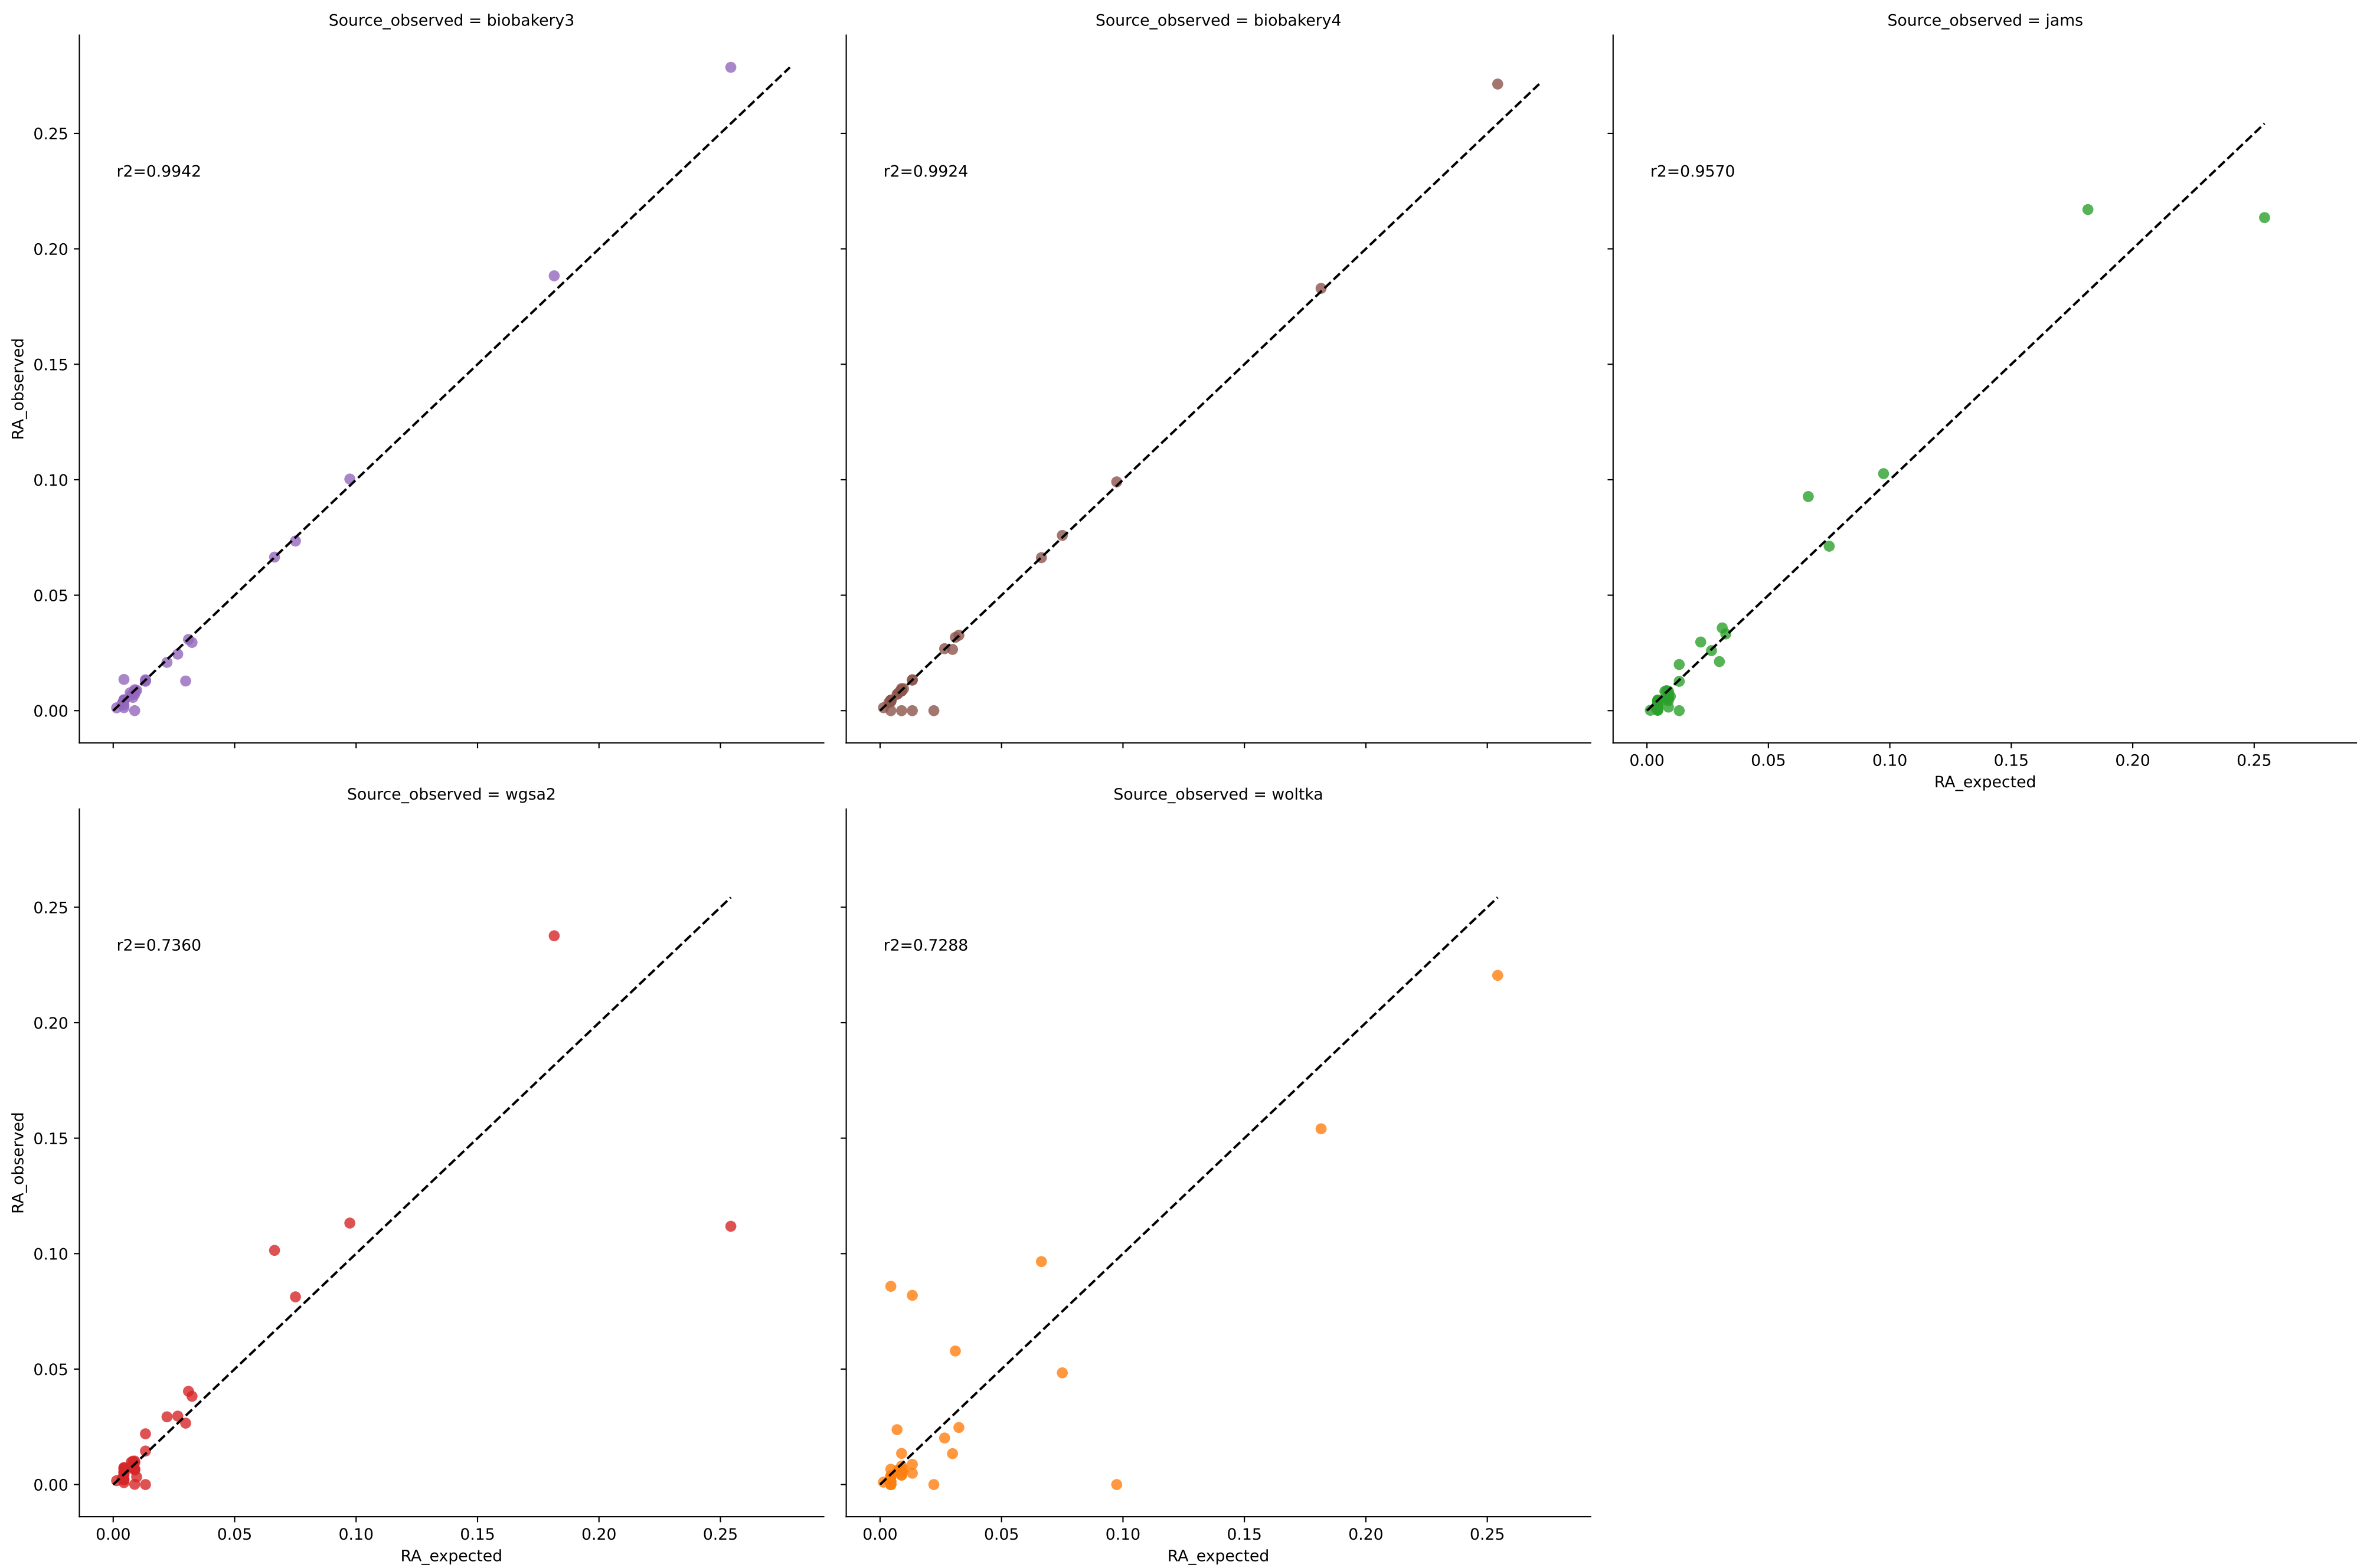 Source_observed = biobakery3
Source_observed = biobakery4
Source_observed = jams
0.25
r2=0.9942
r2=0.9924
r2=0.9570
0.20
RA_observed
0.15
0.10
0.05
0.00
0.00 0.05 0.10 0.15 0.20 0.25
RA_expected
Source_observed = wgsa2
Source_observed = woltka
0.25
r2=0.7360
r2=0.7288
0.20
RA_observed
0.15
0.10
0.05
0.00
0.00 0.05 0.10 0.15 0.20 0.25
0.00 0.05 0.10 0.15 0.20 0.25
RA_expected
RA_expected